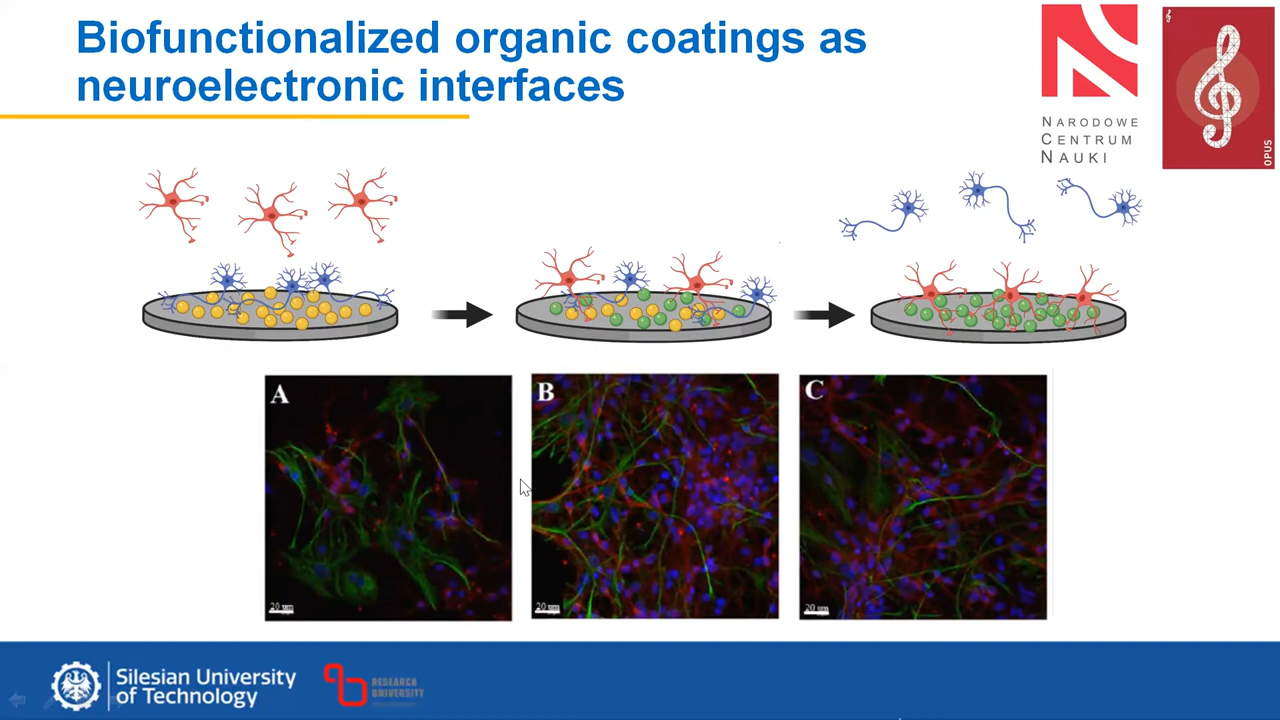 Biofunctionalized organic coatings as
neuroelectronic interfaces
NARODOWE
CENTRUM
NAUKI
OPUS
A
B
C
20 µm
20 µm
20 µm
Silesian University
of Technology
RESEARCH
UNIVERSITY